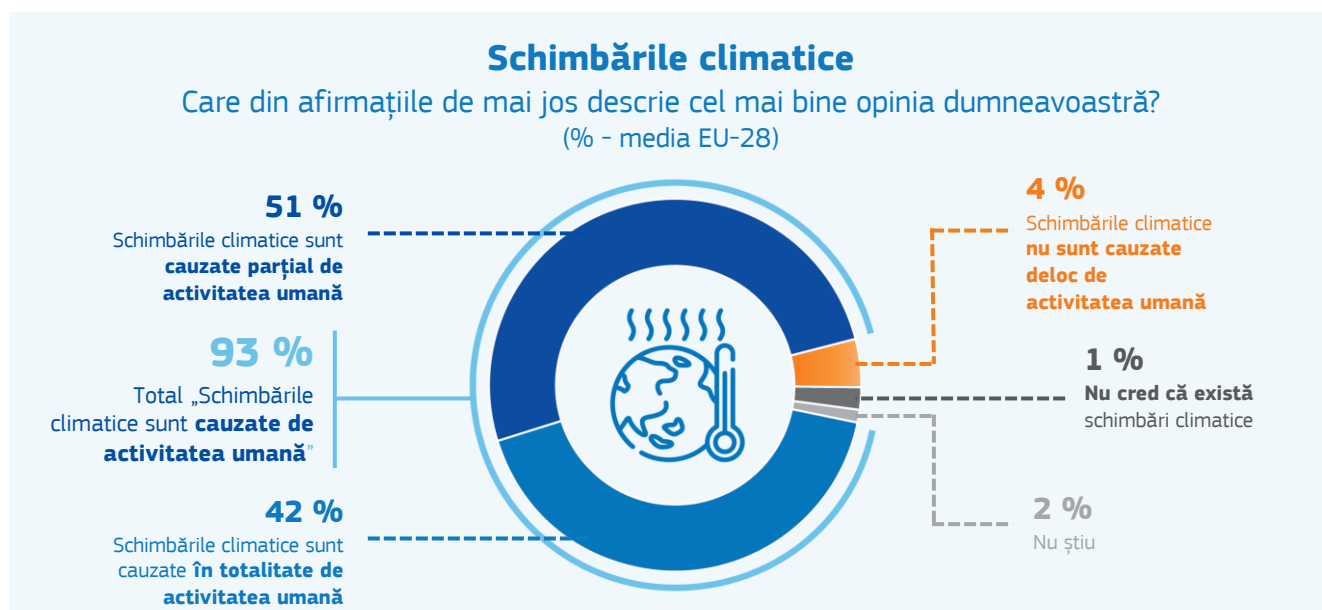 Schimbările climatice
Care din afirmațiile de mai jos descrie cel mai bine opinia dumneavoastră?
(% - media EU-28)
51 %
Schimbările climatice sunt
cauzate parțial de
activitatea umană
93 %
Total „Schimbările
climatice sunt cauzate de
activitatea umană”
42 %
Schimbările climatice sunt
cauzate în totalitate de
activitatea umană
4 %
Schimbările climatice
nu sunt cauzate
deloc de
activitatea umană
1 %
Nu cred că există
schimbări climatice
2 %
Nu știu